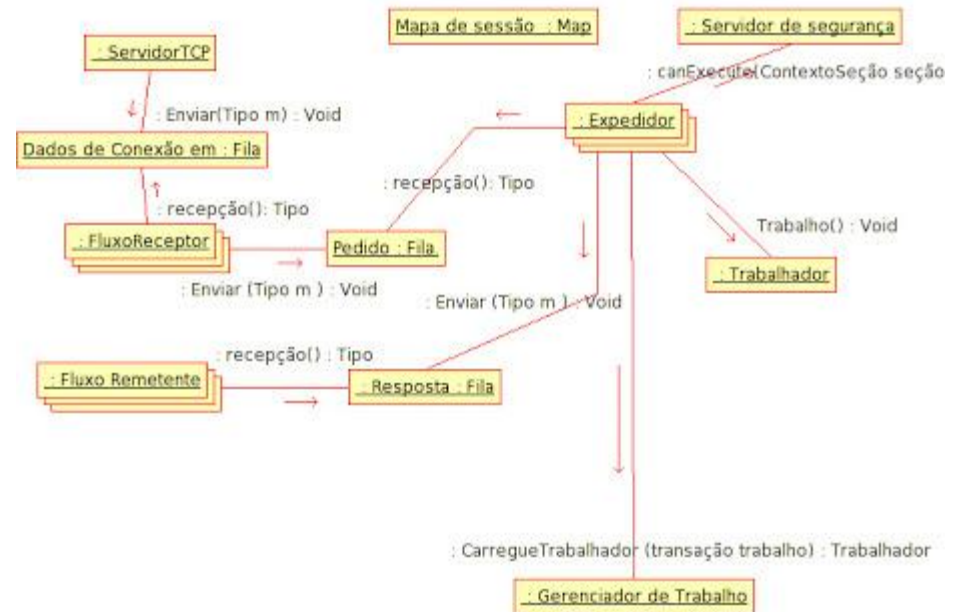 Mapa de sessão : Map
: Servidor de segurança
: ServidorTCP
: canExecute(ContextoSeção seção
: Enviar(Tipo m) : Void
: Expedidor
Dados de Conexão em : Fila
: recepção(): Tipo
: recepção(): Tipo
: FluxoReceptor
Pedido : Fila
Trabalho() : Void
: Trabalhador
: Enviar (Tipo m ) : Void
: Enviar (Tipo m ) : Void
: recepção() : Tipo
: Fluxo Remetente
: Resposta : Fila
: CarregueTrabalhador (transação trabalho) : Trabalhador
: Gerenciador de Trabalho